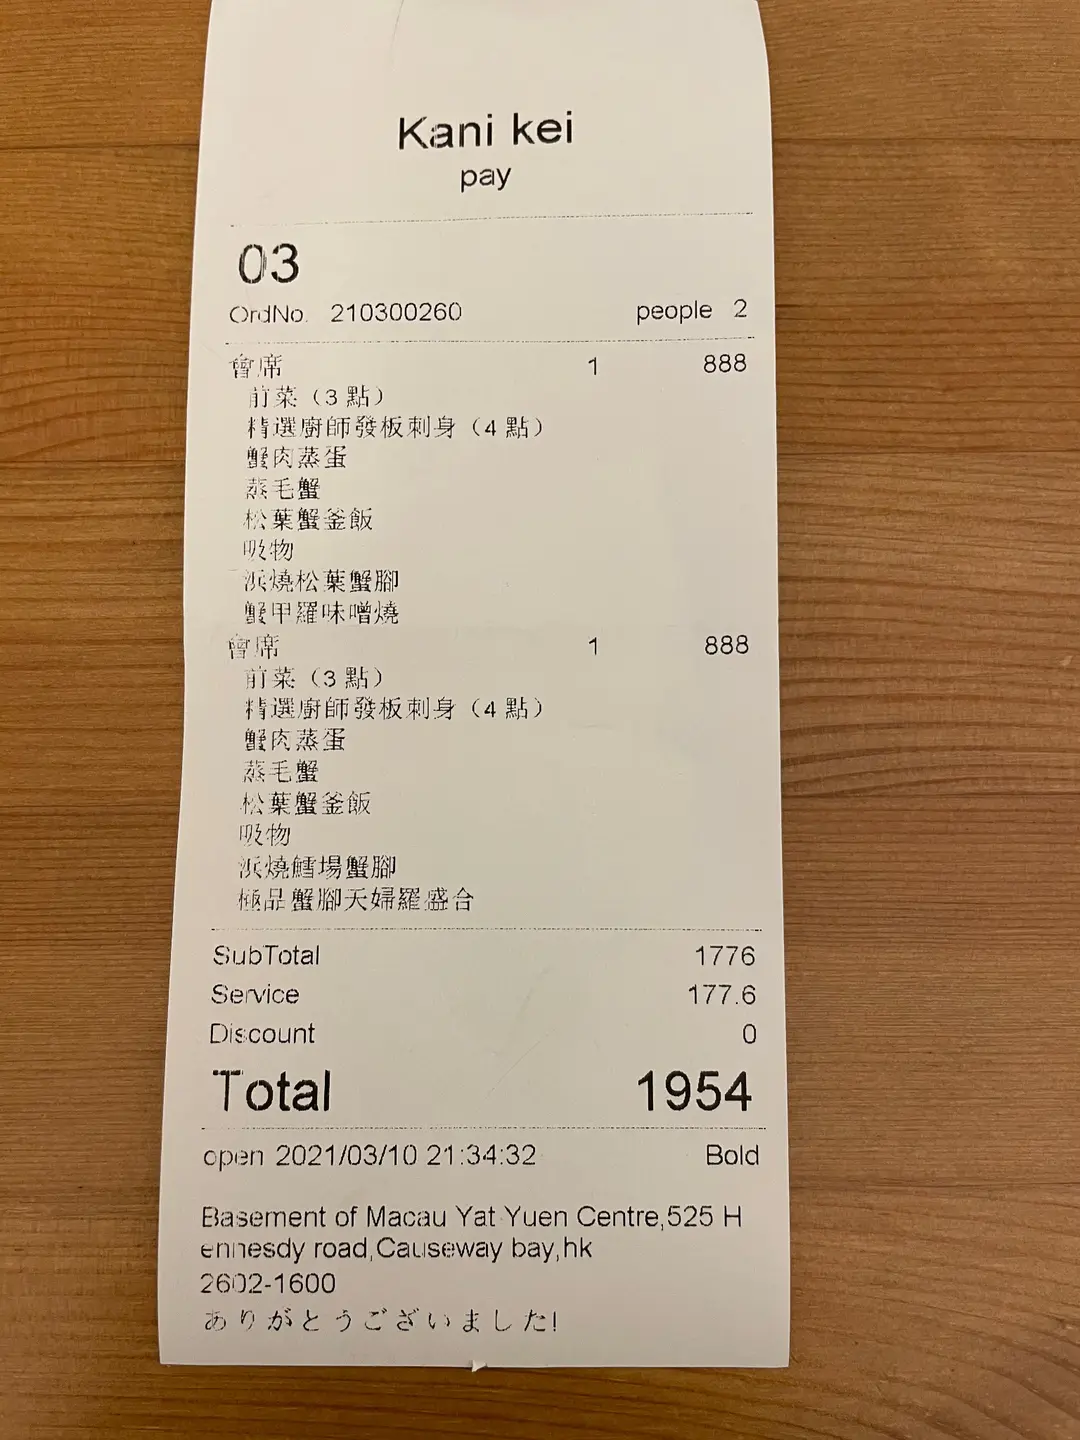 Kani kei
pay
03
OrdNo. 210300260 people 2
會席 1 888
前菜（3 點）
精選廚師發板刺身（4 點）
蟹肉蒸蛋
蒸毛蟹
松葉蟹釜飯
吸物
浜燒松葉蟹腳
蟹甲羅味噌燒
會席 1 888
前菜（3 點）
精選廚師發板刺身（4 點）
蟹肉蒸蛋
蒸毛蟹
松葉蟹釜飯
吸物
浜燒鱈場蟹腳
極品蟹腳天婦羅盛合
SubTotal 1776
Service 177.6
Discount 0
Total 1954
open 2021/03/10 21:34:32 Bold
Basement of Macau Yat Yuen Centre,525 H
ennesdy road,Causeway bay,hk
2602-1600
ありがとうございました!